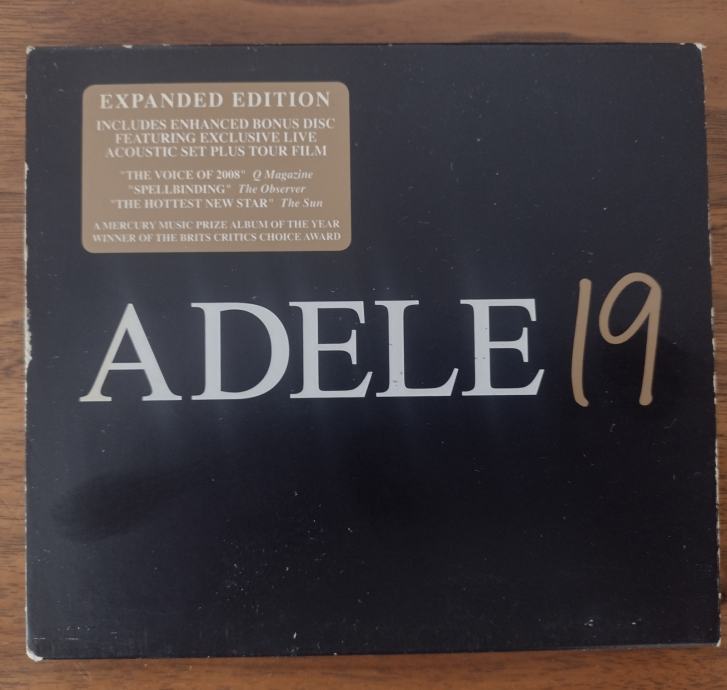 EXPANDED EDITION
INCLUDES ENHANCED BONUS DISC
FEATURING EXCLUSIVE LIVE
ACOUSTIC SET PLUS TOUR FILM
"THE VOICE OF 2008" Q Magazine
"SPELLBINDING" The Observer
"THE HOTTEST NEW STAR" The Sun
A MERCURY MUSIC PRIZE ALBUM OF THE YEAR
WINNER OF THE BRITS CRITICS CHOICE AWARD
ADELE 19